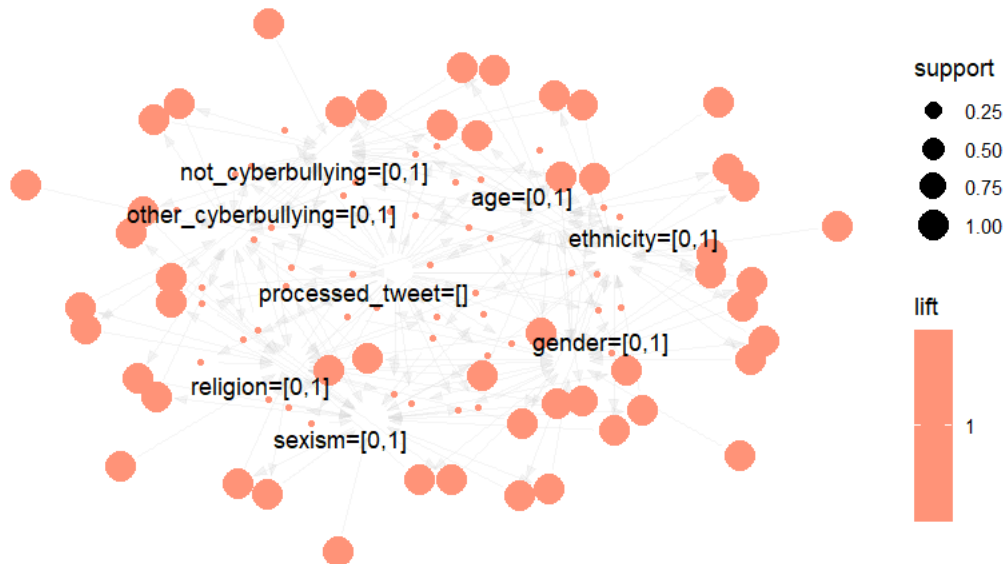 support
0.25
0.50
0.75
1.00
not_cyberbullying=[0,1]
age=[0,1]
other_cyberbullying=[0,1]
ethnicity=[0,1]
processed_tweet=[]
lift
gender=[0,1]
religion=[0,1]
1
sexism=[0,1]